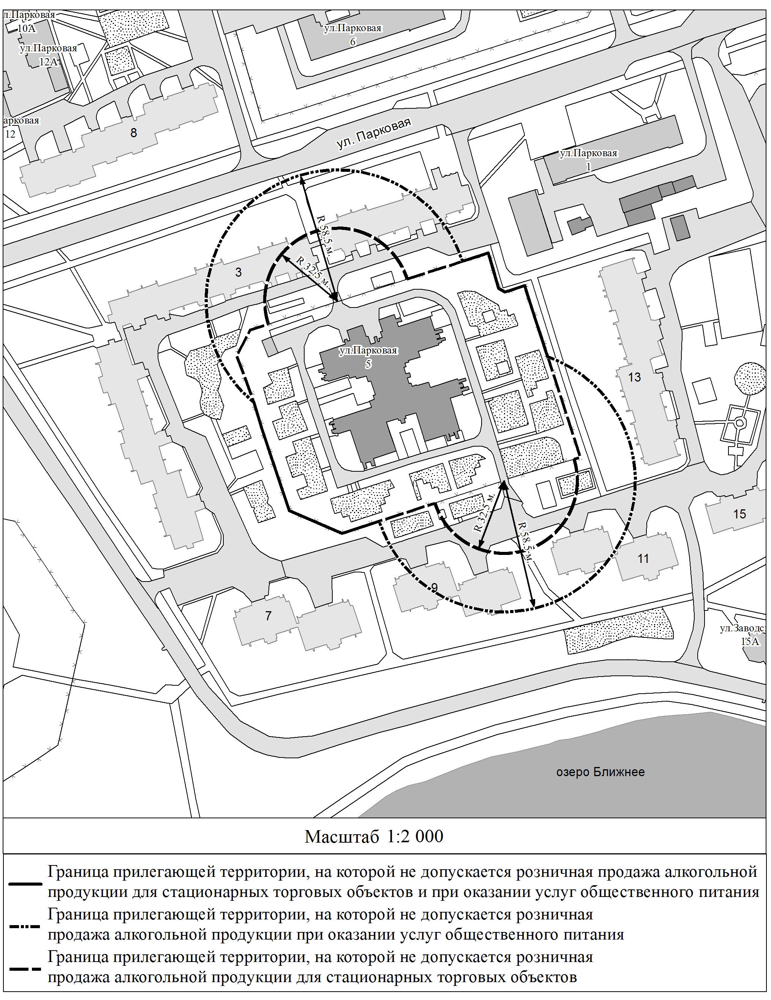 л.Парковая
10А
ул.Парковая
12А
ул.Парковая
6
арковая
12
8
ул. Парковая
ул.Парковая
1
R 58.5 м.
R 32.5 м.
3
ул.Парковая
5
13
R 32.5 м.
R 58.5 м.
15
11
9
7
ул.Заводс
15А
озеро Ближнее
Масштаб 1:2 000
Граница прилегающей территории, на которой не допускается розничная продажа алкогольной
продукции для стационарных торговых объектов и при оказании услуг общественного питания
Граница прилегающей территории, на которой не допускается розничная
продажа алкогольной продукции при оказании услуг общественного питания
Граница прилегающей территории, на которой не допускается розничная
продажа алкогольной продукции для стационарных торговых объектов